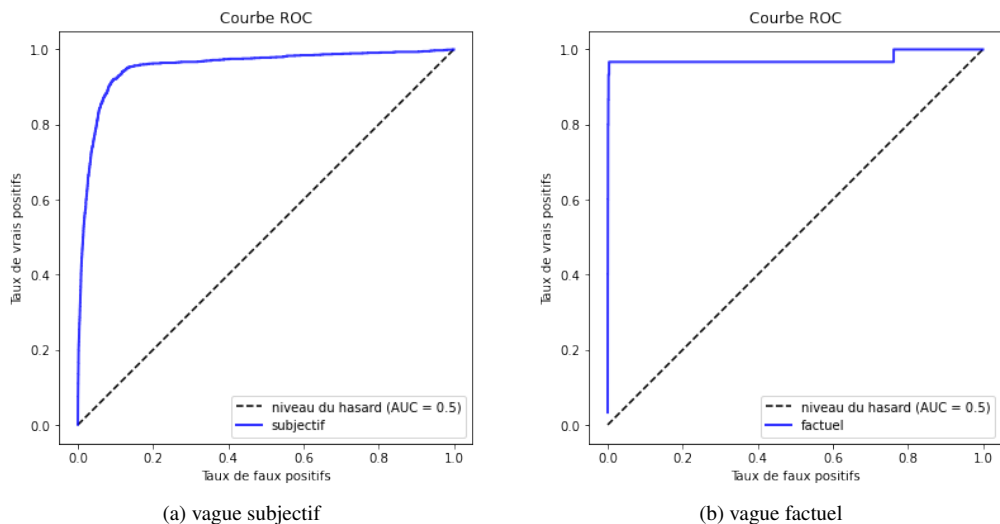 Courbe ROC
1.0
0.8
0.6
0.4
0.2
0.0
Taux de vrais positifs
0.0 0.2 0.4 0.6 0.8 1.0
Taux de faux positifs
niveau du hasard (AUC = 0.5)
subjectif
(a) vague subjectif
Courbe ROC
1.0
0.8
0.6
0.4
0.2
0.0
Taux de vrais positifs
0.0 0.2 0.4 0.6 0.8 1.0
Taux de faux positifs
niveau du hasard (AUC = 0.5)
factuel
(b) vague factuel